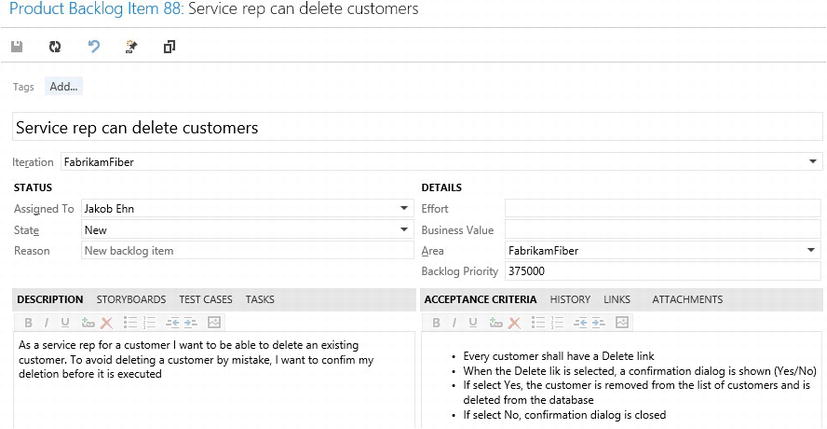 Product Backlog Item 88: Service rep can delete customers
Tags Add...
Service rep can delete customers
Iteration FabrikamFiber
STATUS
Assigned To Jakob Ehn
State New
Reason New backlog item
DETAILS
Effort
Business Value
Area FabrikamFiber
Backlog Priority 375000
DESCRIPTION STORYBOARDS TEST CASES TASKS
B I U
As a service rep for a customer I want to be able to delete an existing
customer. To avoid deleting a customer by mistake, I want to confim my
deletion before it is executed
ACCEPTANCE CRITERIA HISTORY LINKS ATTACHMENTS
B I U
• Every customer shall have a Delete link
• When the Delete lik is selected, a confirmation dialog is shown (Yes/No)
• If select Yes, the customer is removed from the list of customers and is
deleted from the database
• If select No, confirmation dialog is closed